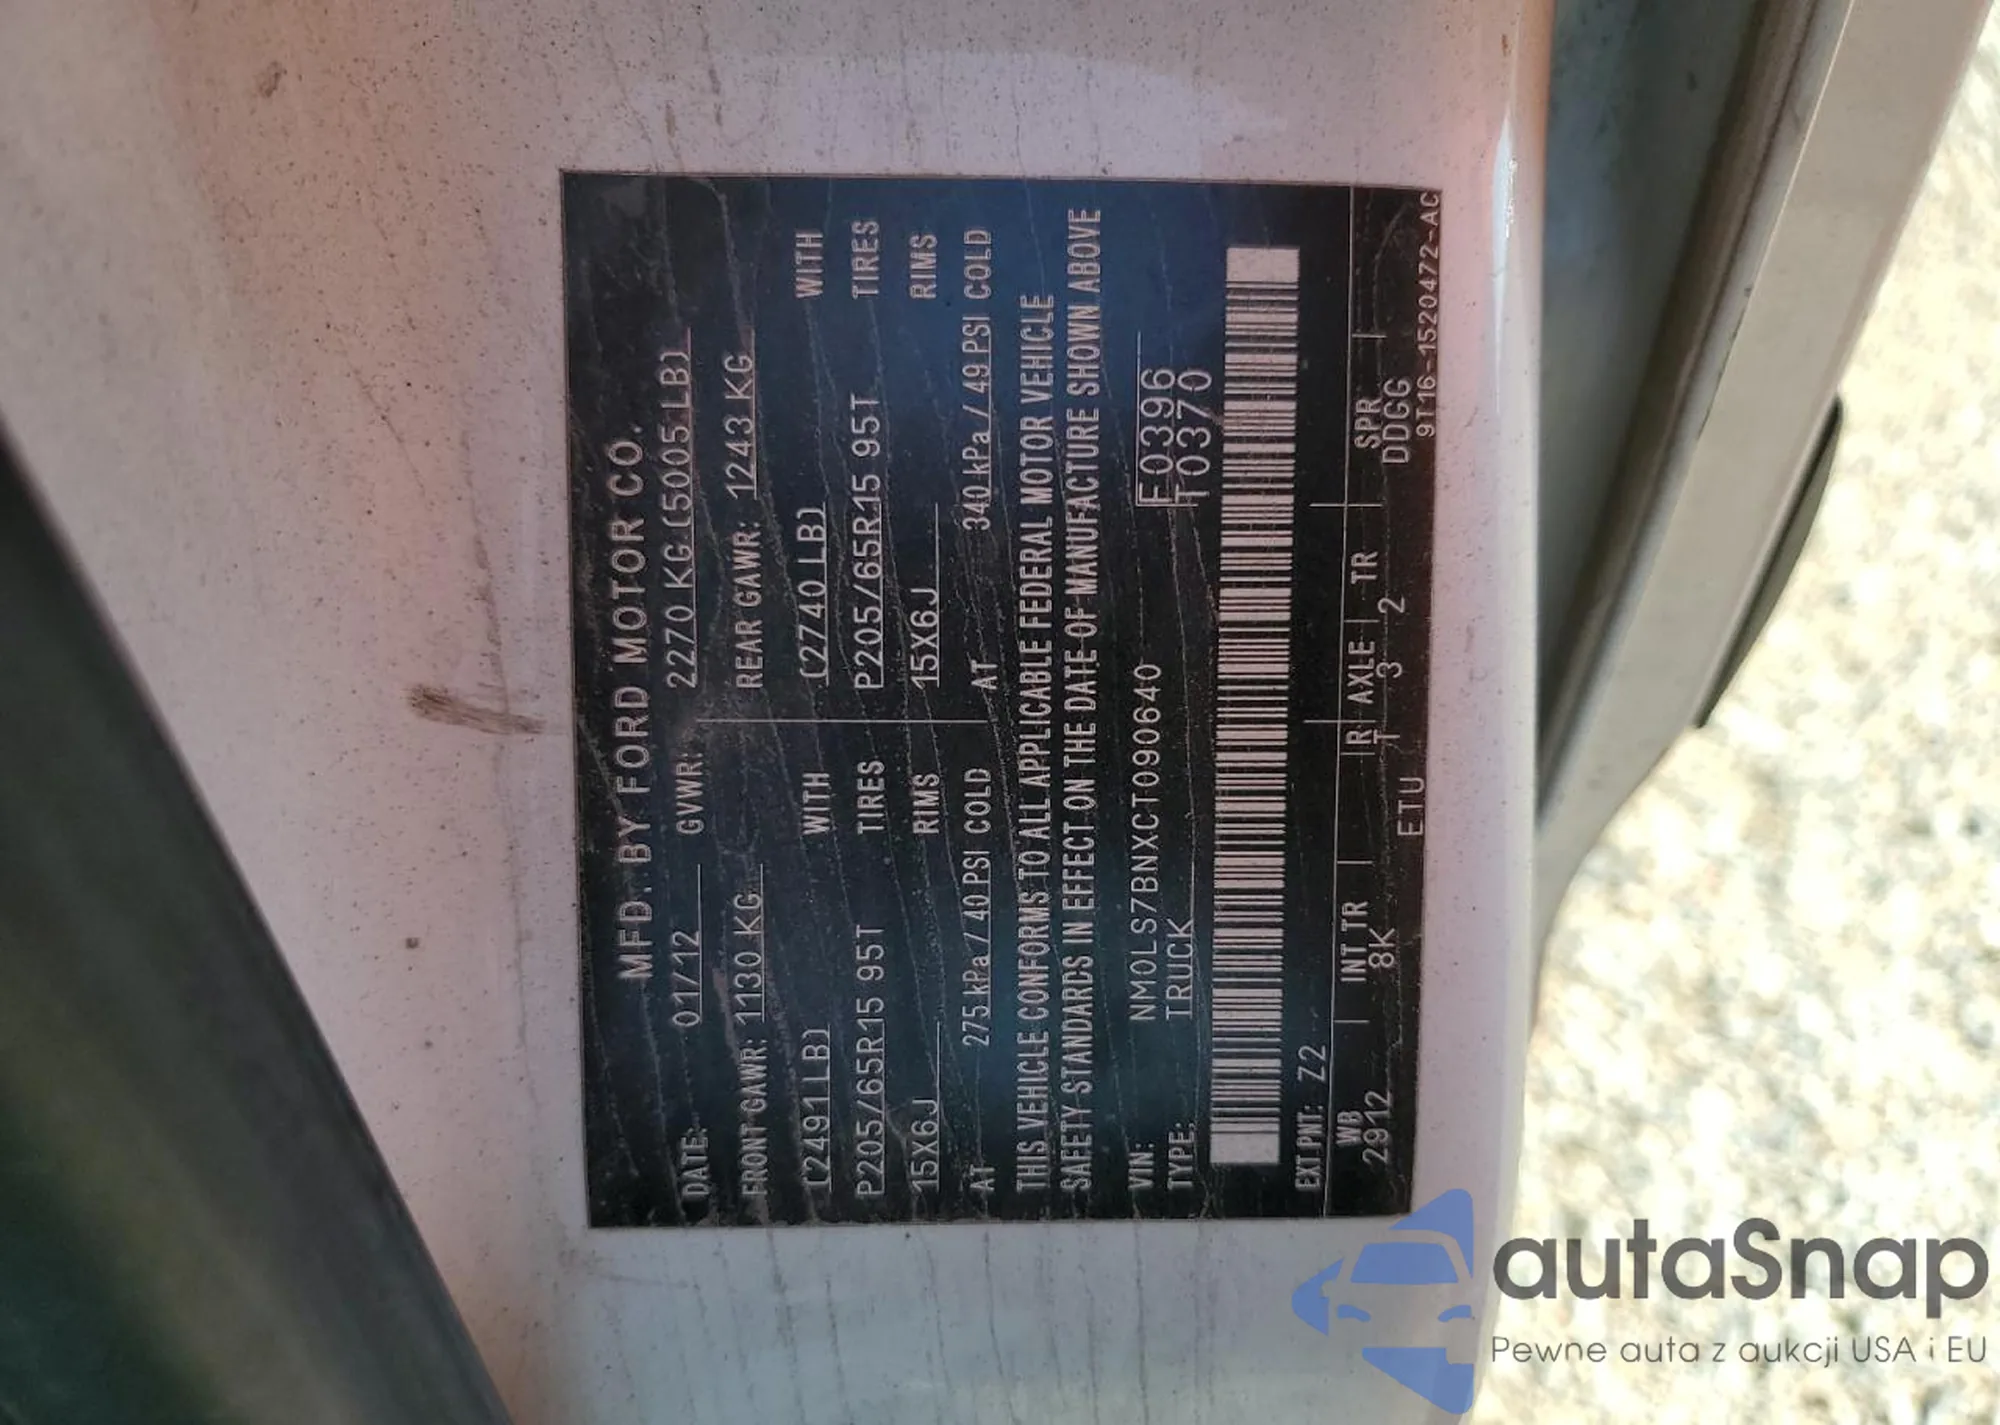 MFD. BY FORD MOTOR CO.
DATE: 01/12 GVWR: 2270 KG (5005 LB)
FRONT GAWR: 1130 KG REAR GAWR: 1243 KG
(2491 LB) WITH (2740 LB) WITH
P205/65R15 95T TIRES P205/65R15 95T TIRES
15X6J RIMS 15X6J RIMS
AT 275 kPa / 40 PSI COLD AT 340 kPa / 49 PSI COLD
THIS VEHICLE CONFORMS TO ALL APPLICABLE FEDERAL MOTOR VEHICLE
SAFETY STANDARDS IN EFFECT ON THE DATE OF MANUFACTURE SHOWN ABOVE
VIN: NM0LS7BNXCT090640 F0396
TYPE: TRUCK T0370
EXT PNT: Z2
WB INT TR R AXLE TR SPR
2912 8K T 3 2 DDGG
ETU 9T16-1520472-AC
autaSnap
Pewne auta z aukcji USA i EU